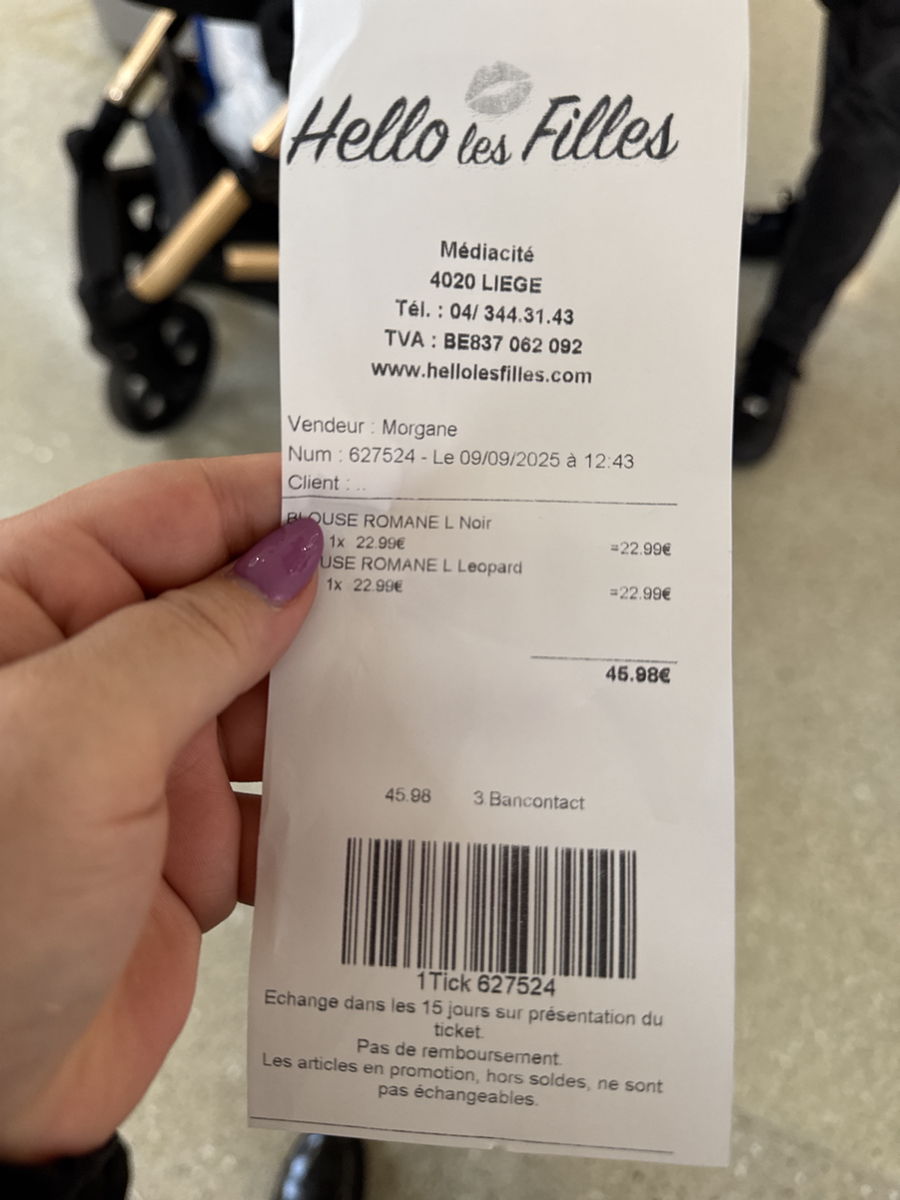 Hello les Filles
Médiacité
4020 LIEGE
Tél. : 04/ 344.31.43
TVA : BE837 062 092
www.hellolesfilles.com
Vendeur : Morgane
Num : 627524 - Le 09/09/2025 à 12:43
Client : ..
BLOUSE ROMANE L Noir
1x 22.99€ =22.99€
USE ROMANE L Leopard
1x 22.99€ =22.99€
45.98€
45.98 3 Bancontact
1Tick 627524
Echange dans les 15 jours sur présentation du
ticket.
Pas de remboursement.
Les articles en promotion, hors soldes, ne sont
pas échangeables.